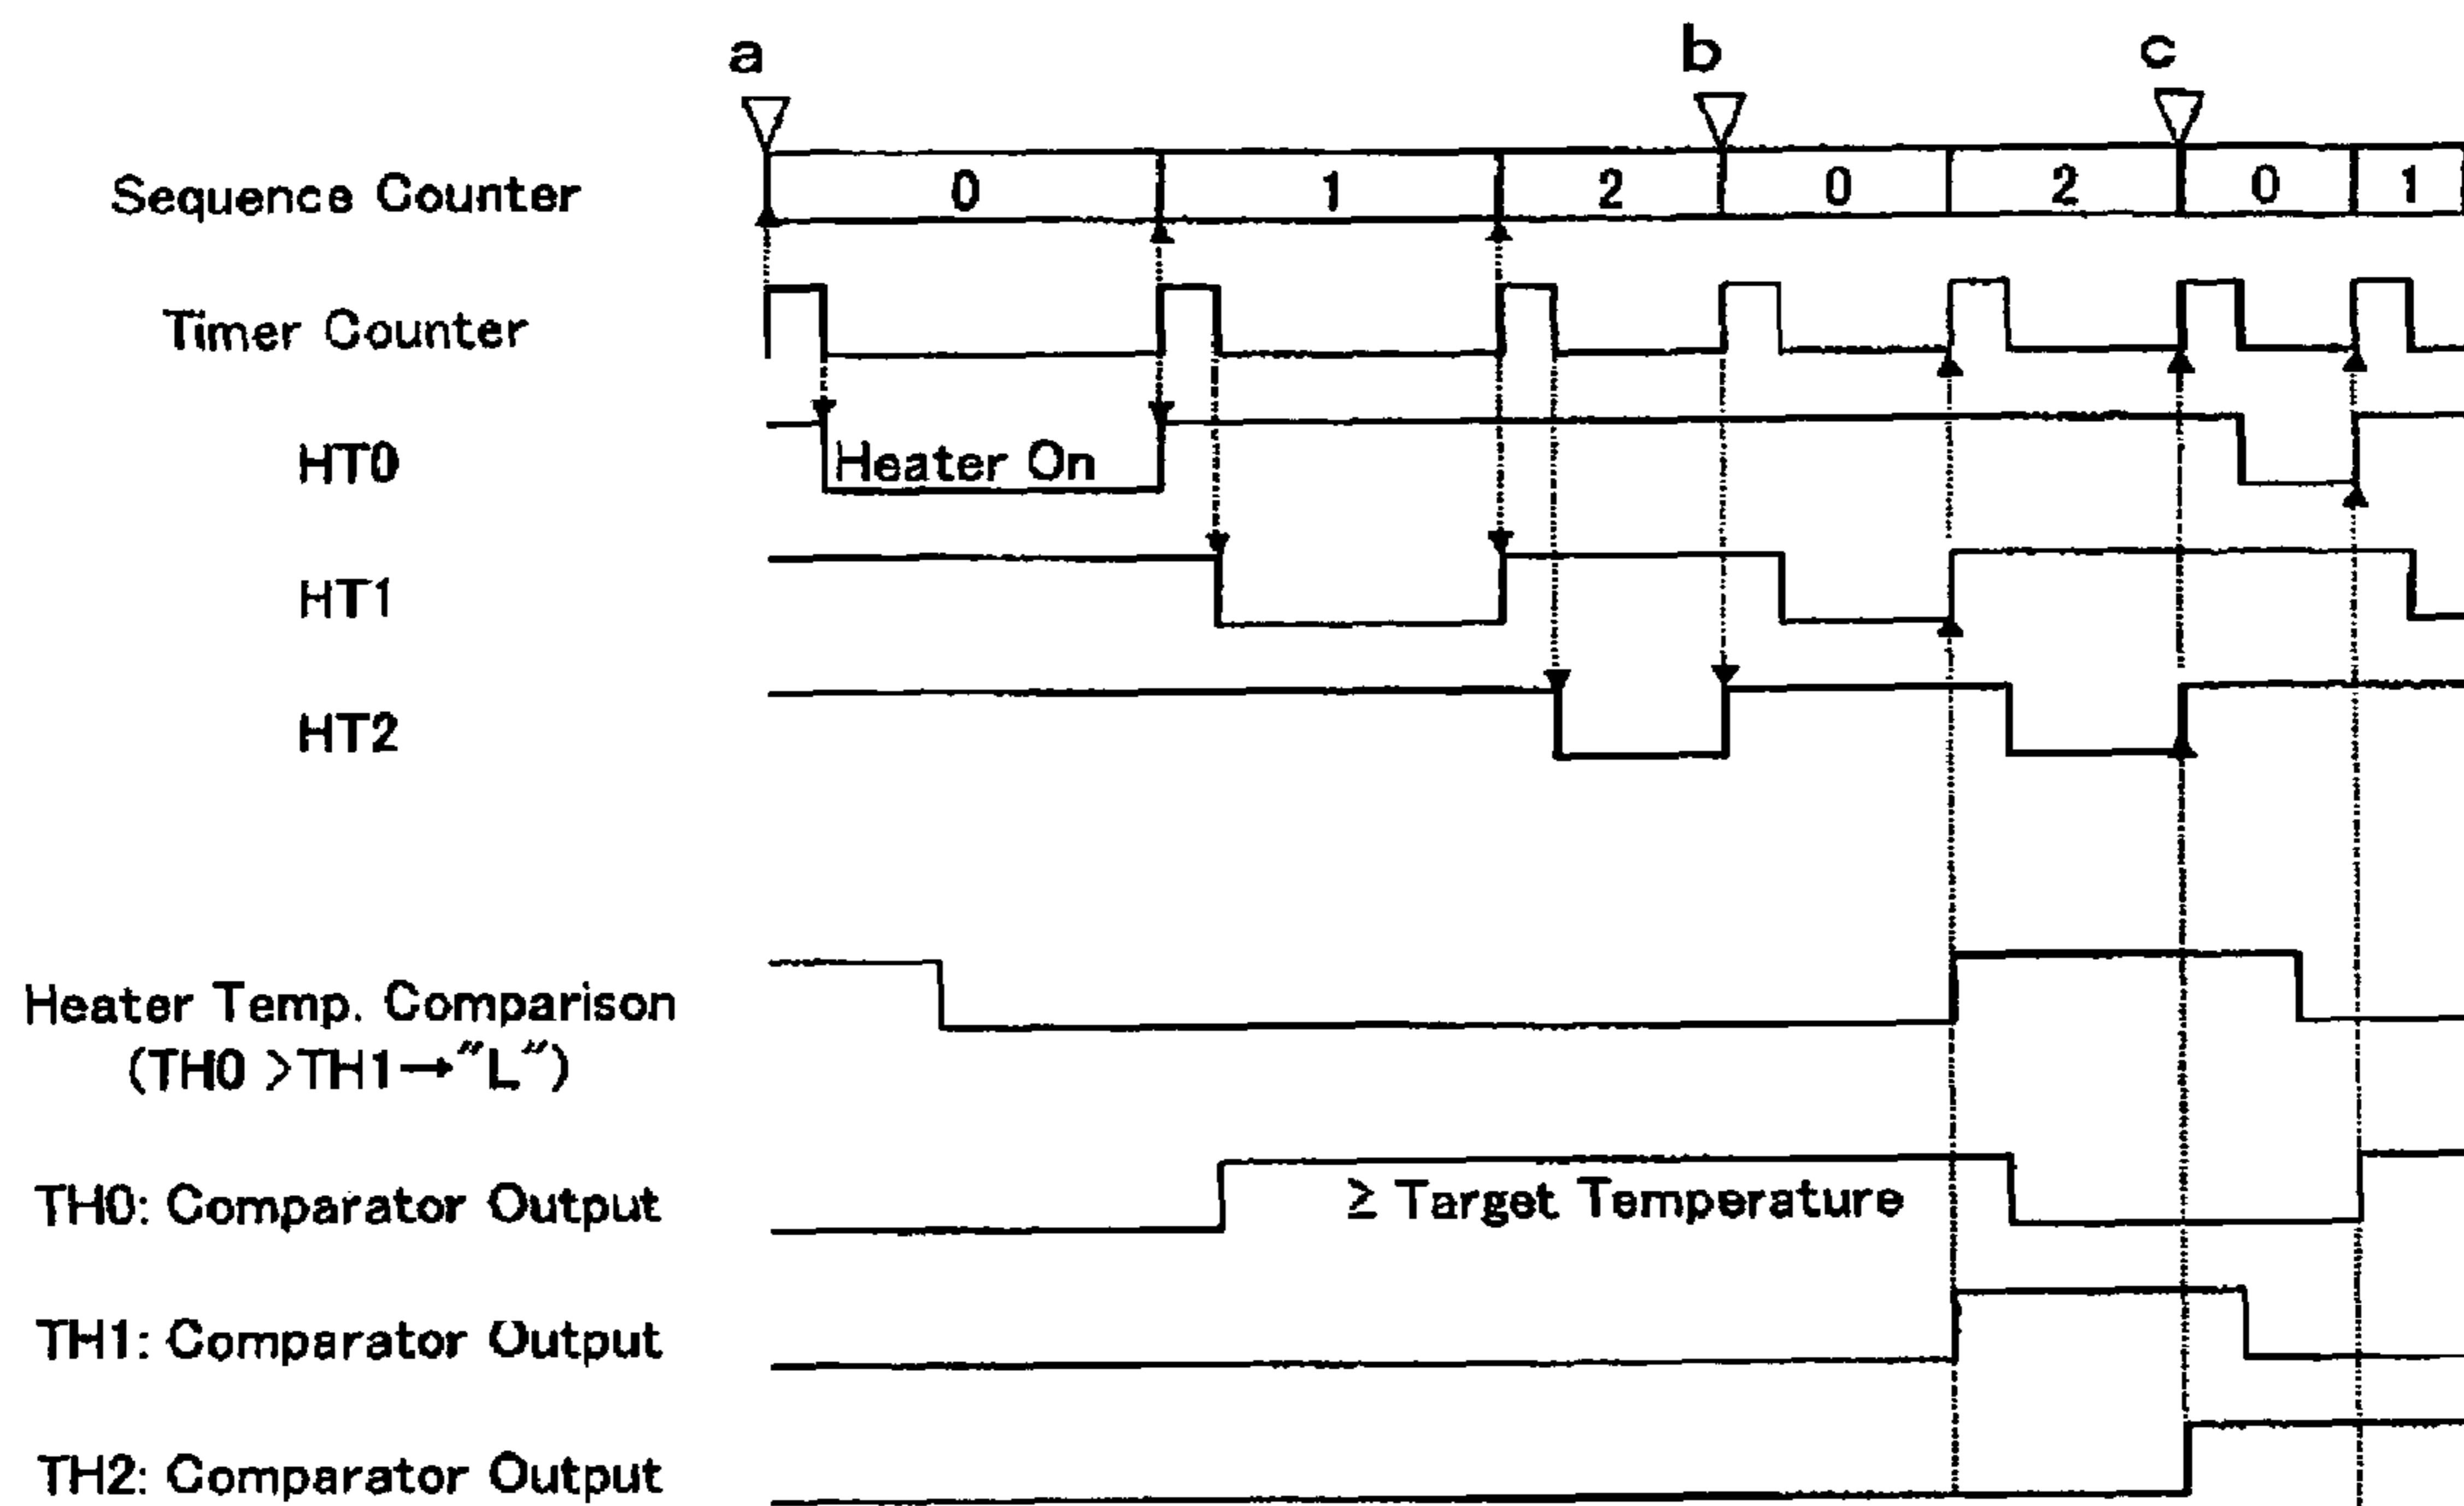 a b c
Sequence Counter 0 1 2 0 2 0 1
Timer Counter
HT0 Heater On
HT1
HT2
Heater Temp. Comparison
(TH0 >TH1→"L")
TH0: Comparator Output ≥ Target Temperature
TH1: Comparator Output
TH2: Comparator Output